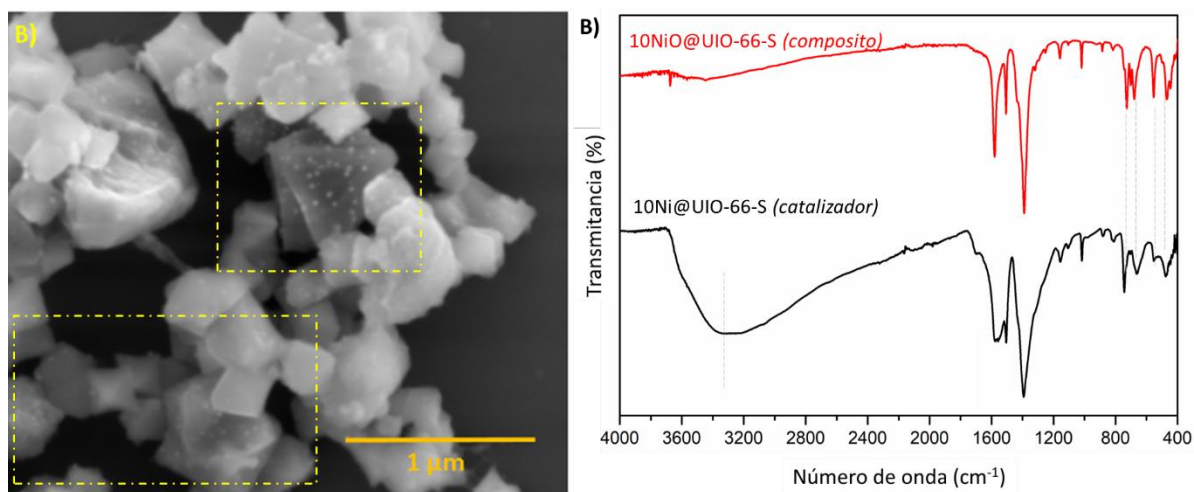 B)
1 µm
B)
10NiO@UIO-66-S (composito)
10Ni@UIO-66-S (catalizador)
Transmitancia (%)
4000 3600 3200 2800 2400 2000 1600 1200 800 400
Número de onda (cm⁻¹)